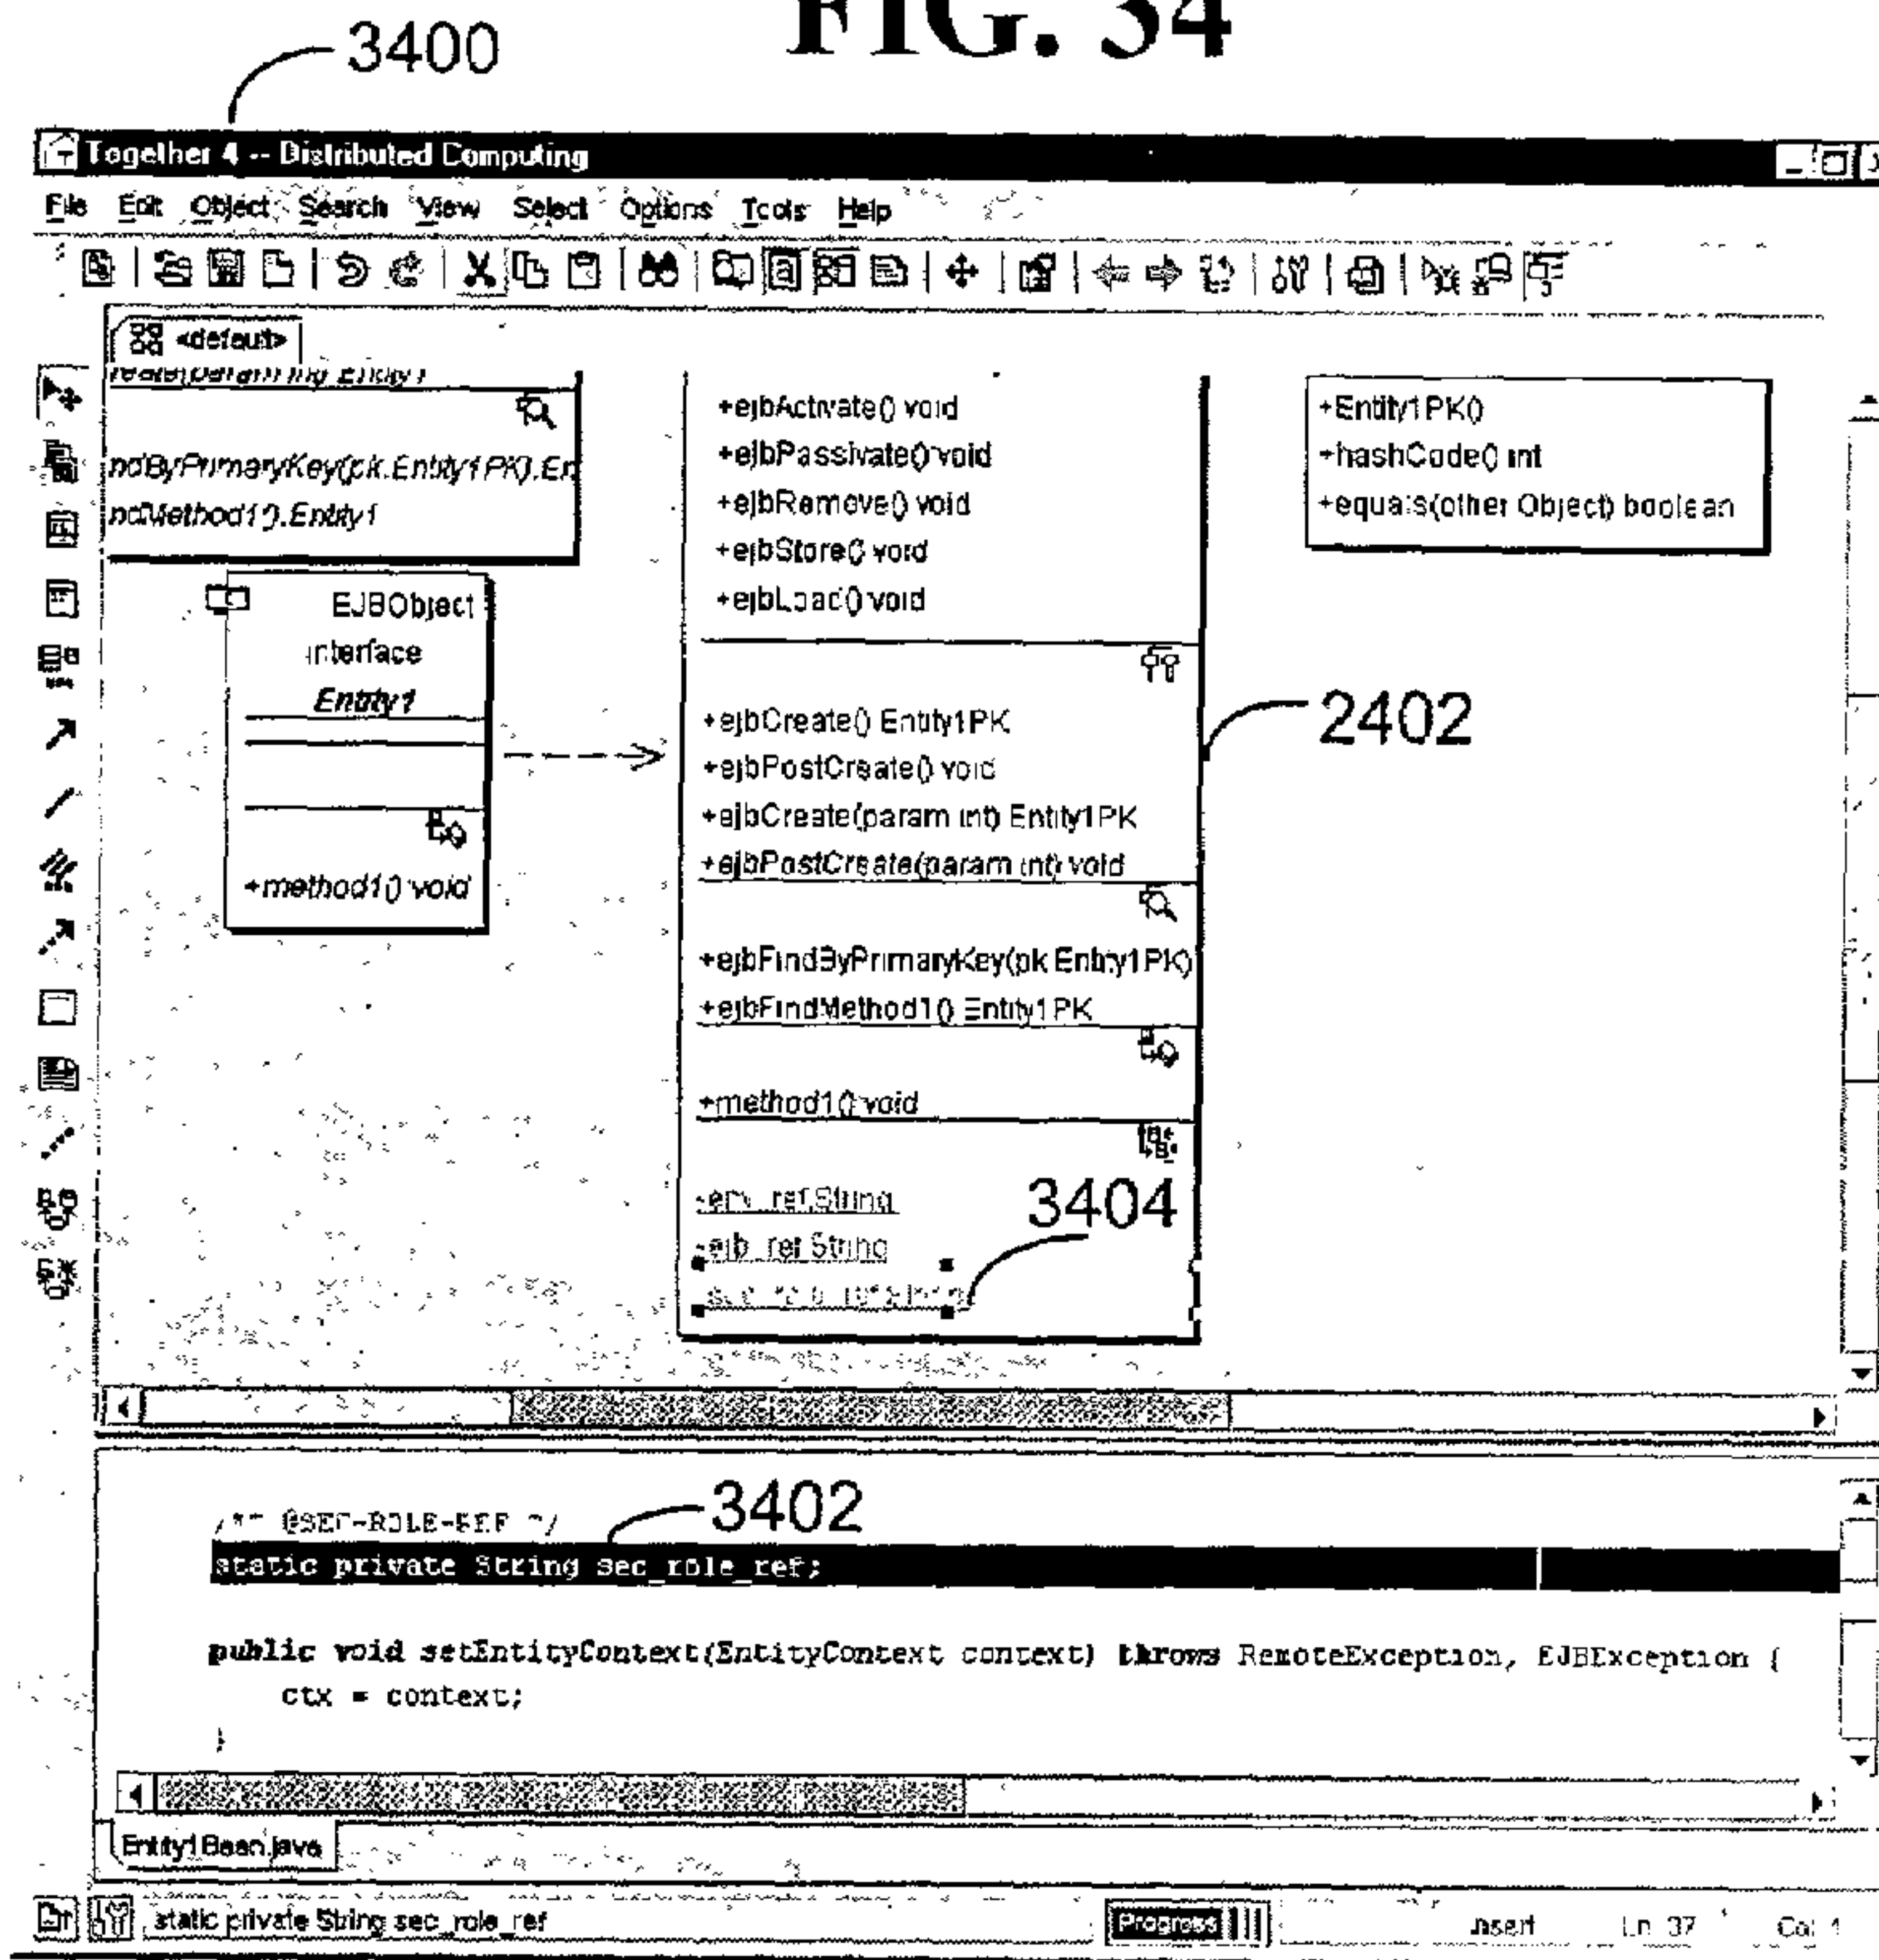 FIG. 34
3400
Together 4 -- Distributed Computing
File Edit Object Search View Select Options Tools Help
<default>
+ejbActivate() void
+ejbPassivate() void
+ejbRemove() void
+ejbStore() void
+ejbLoad() void
+Entity1PK()
+hashCode() int
+equals(other Object) boolean
ndByPrimaryKey(pk.Entity1PK).En
ndMethod1().Entity1
EJBObject
interface
Entity1
+method1() void
+ejbCreate() Entity1PK
+ejbPostCreate() void
+ejbCreate(param int) Entity1PK
+ejbPostCreate(param int) void
2402
+ejbFindByPrimaryKey(pk Entity1PK)
+ejbFindMethod1() Entity1PK
+method1() void
-env_ref.String
-ejb_ref String
3404
3402
/** @SEC-ROLE-REF */
static private String sec_role_ref;
public void setEntityContext(EntityContext context) throws RemoteException, EJBException {
ctx = context;
}
Entity1Bean.java
static private String sec_role_ref
Progress
Insert
Ln 37
Col